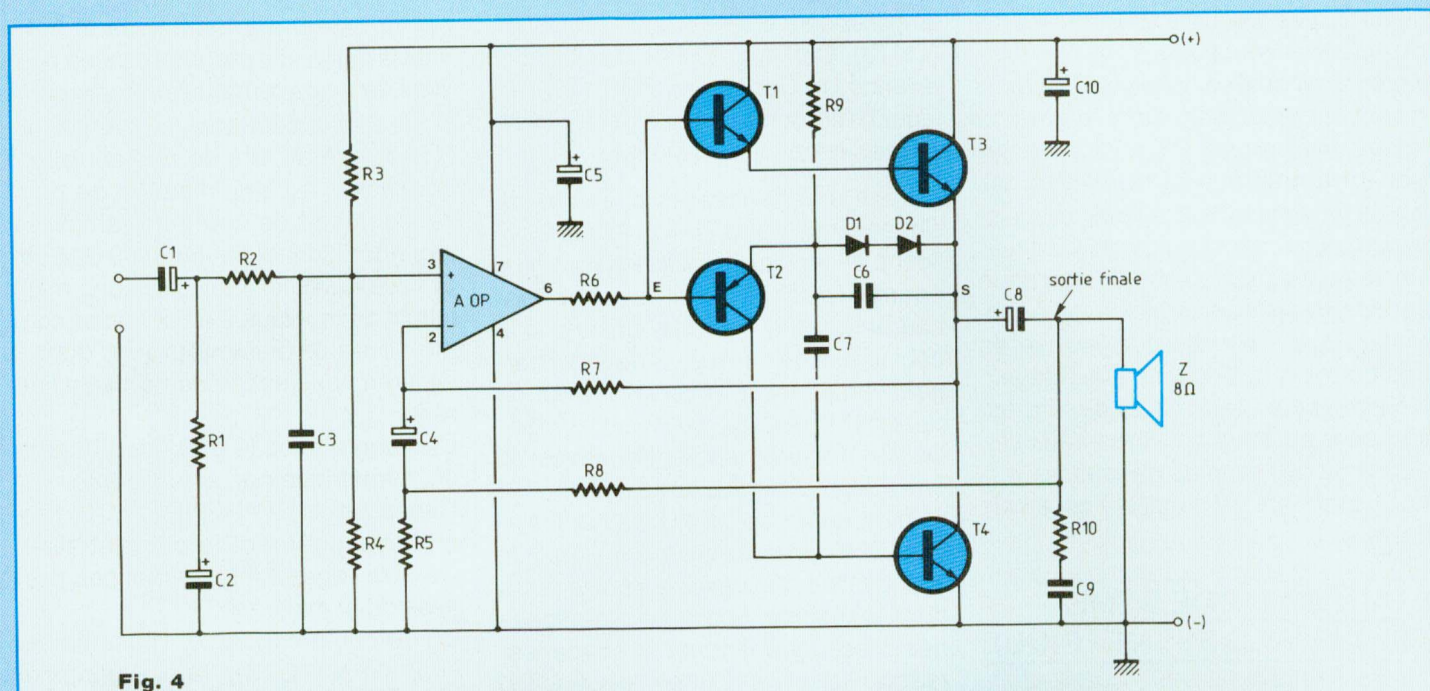 (+)
C10
T1
R9
T3
R3
C5
D1
D2
C1
R2
3
+
7
A OP
6
R6
E
T2
C6
S
sortie finale
C8
+
2
-
4
C7
R7
Z
8Ω
R1
C3
C4
R8
R4
R5
T4
R10
C2
C9
(-)
Fig. 4